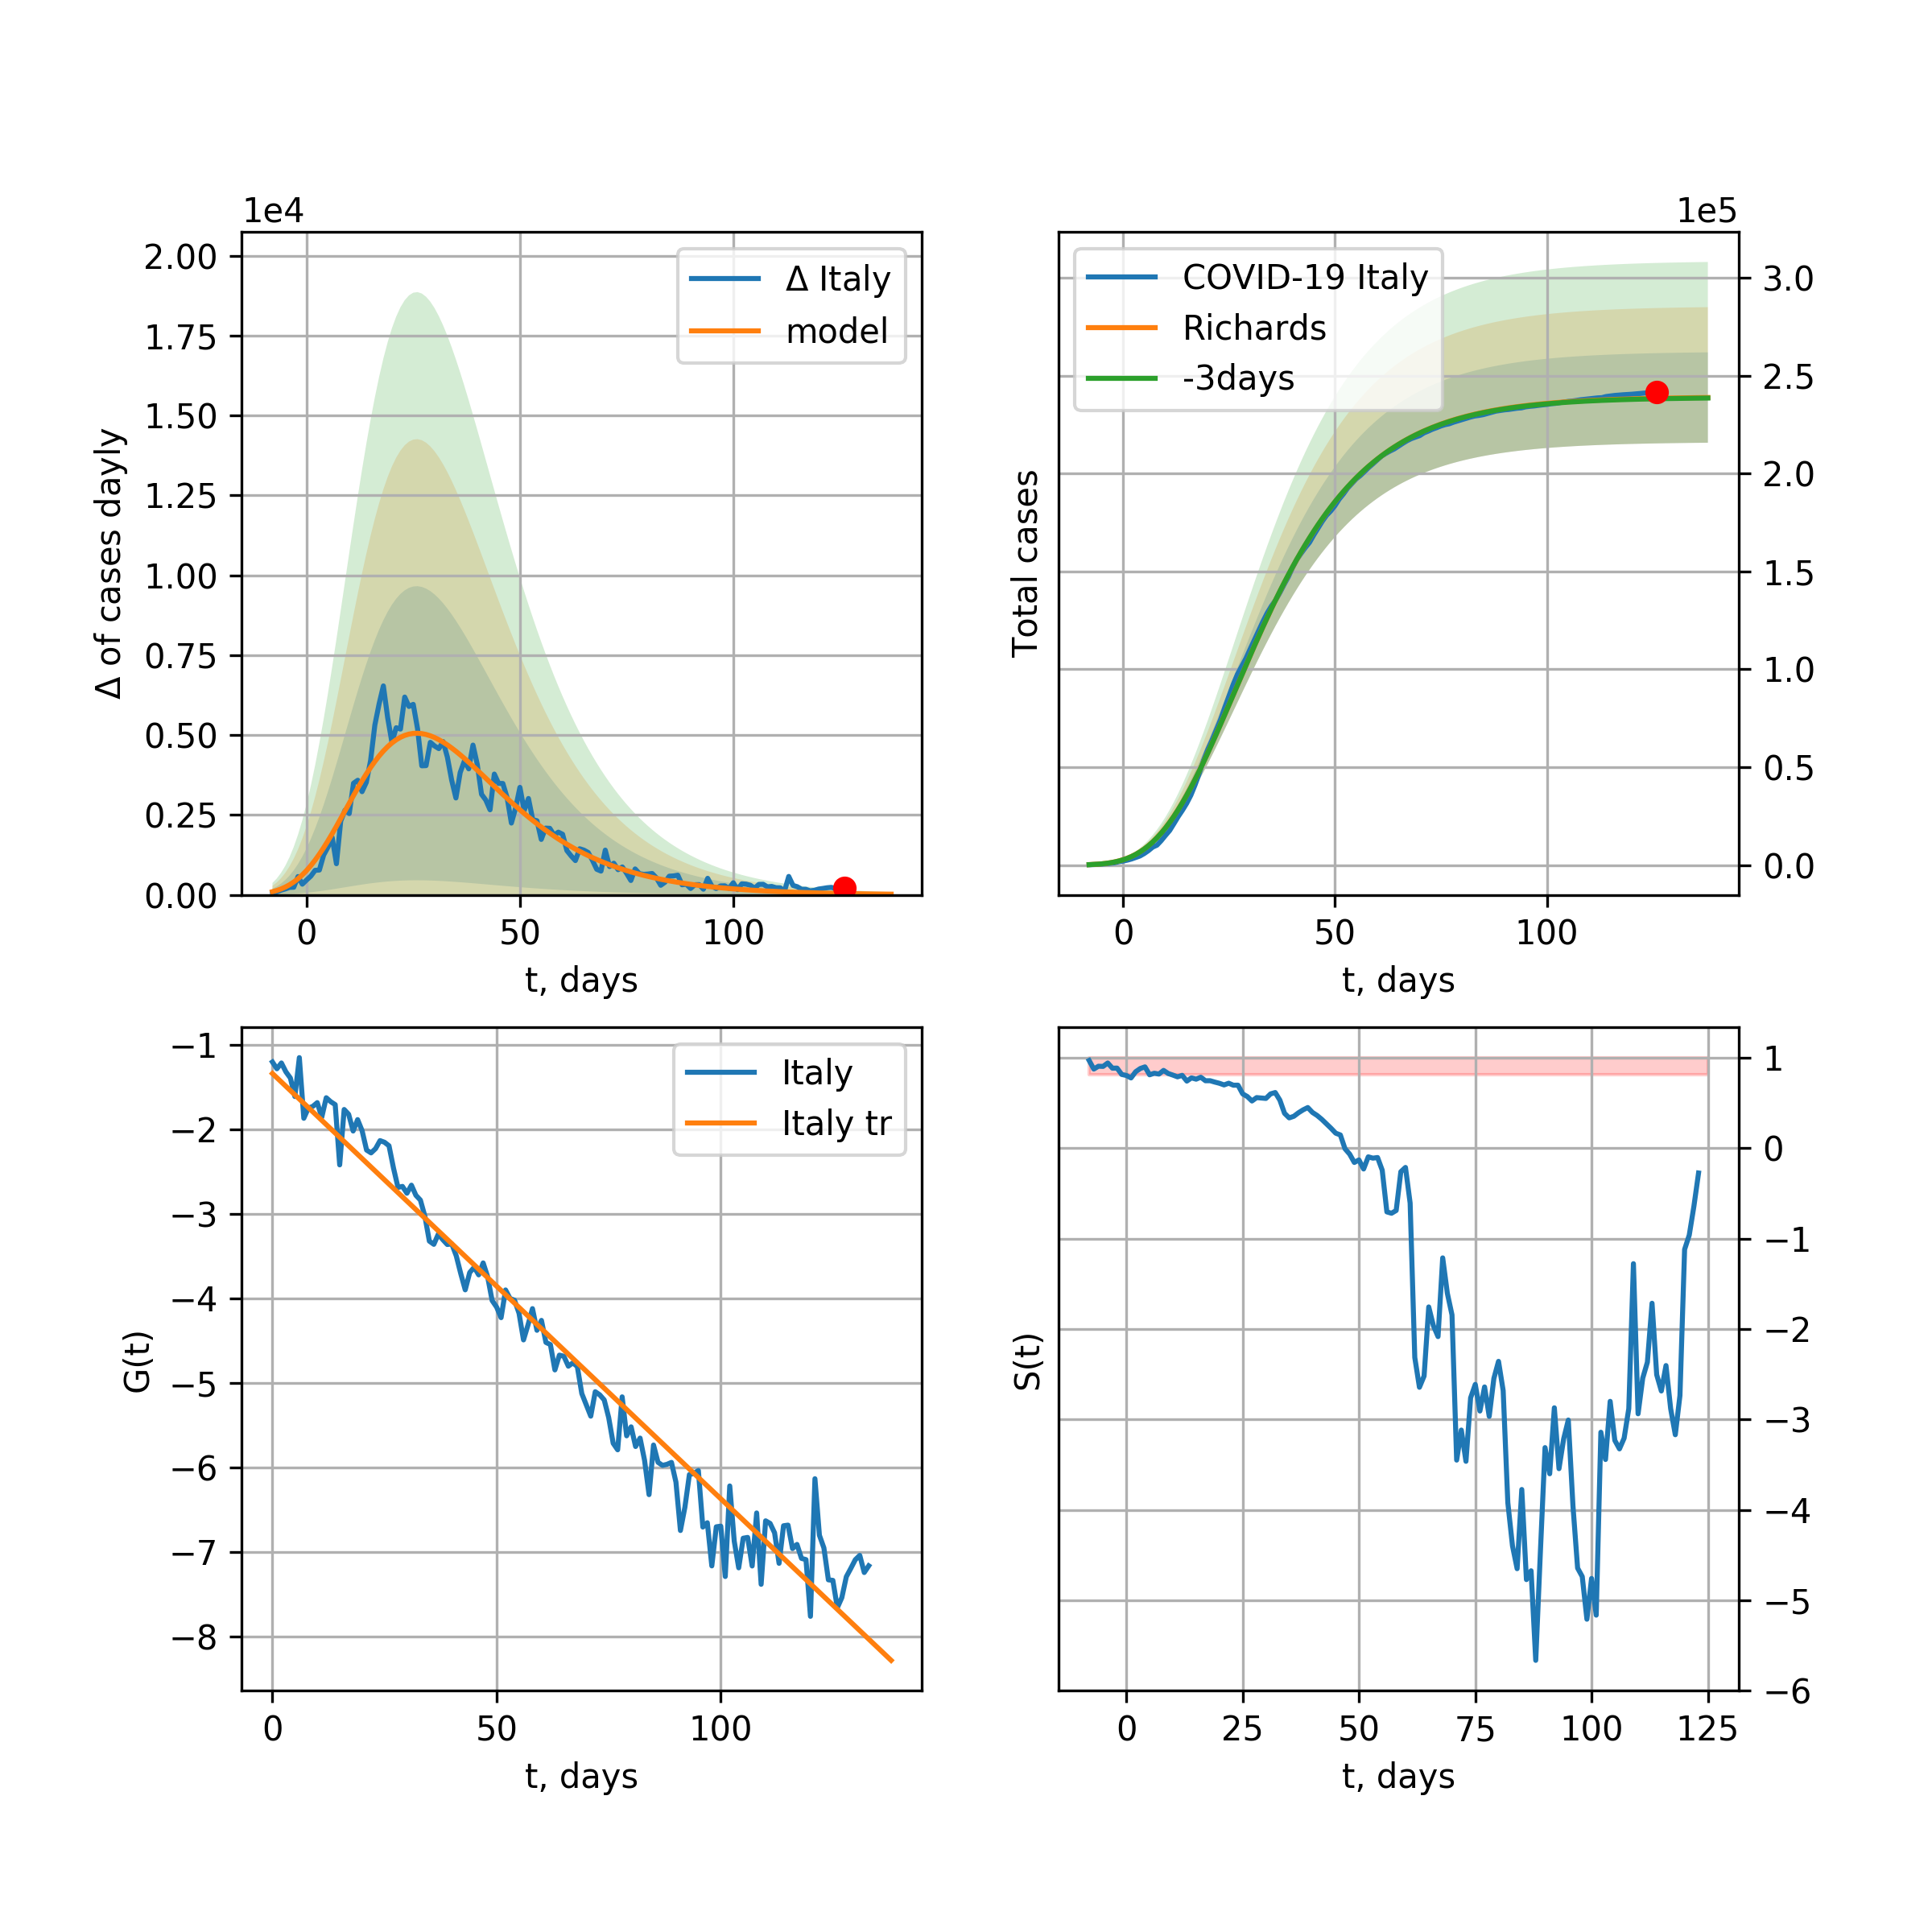 1e4
2.00
1.75
1.50
1.25
1.00
0.75
0.50
0.25
0.00
Δ of cases dayly
0 50 100
t, days
Δ Italy
model
1e5
COVID-19 Italy
Richards
-3days
Total cases
3.0
2.5
2.0
1.5
1.0
0.5
0.0
0 50 100
t, days
−1
−2
−3
−4
−5
−6
−7
−8
G(t)
Italy
Italy tr
0 50 100
t, days
S(t)
1
0
−1
−2
−3
−4
−5
−6
0 25 50 75 100 125
t, days